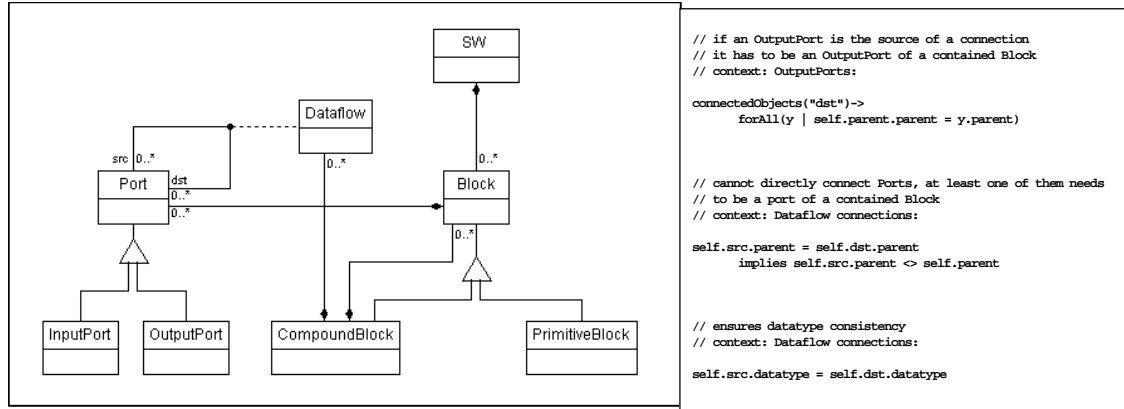 SW
Dataflow
0..*
0..*
src 0..*
Port
dst
0..*
0..*
Block
0..*
InputPort
OutputPort
CompoundBlock
PrimitiveBlock
// if an OutputPort is the source of a connection
// it has to be an OutputPort of a contained Block
// context: OutputPorts:
connectedObjects("dst")->
forAll(y | self.parent.parent = y.parent)
// cannot directly connect Ports, at least one of them needs
// to be a port of a contained Block
// context: Dataflow connections:
self.src.parent = self.dst.parent
implies self.src.parent <> self.parent
// ensures datatype consistency
// context: Dataflow connections:
self.src.datatype = self.dst.datatype